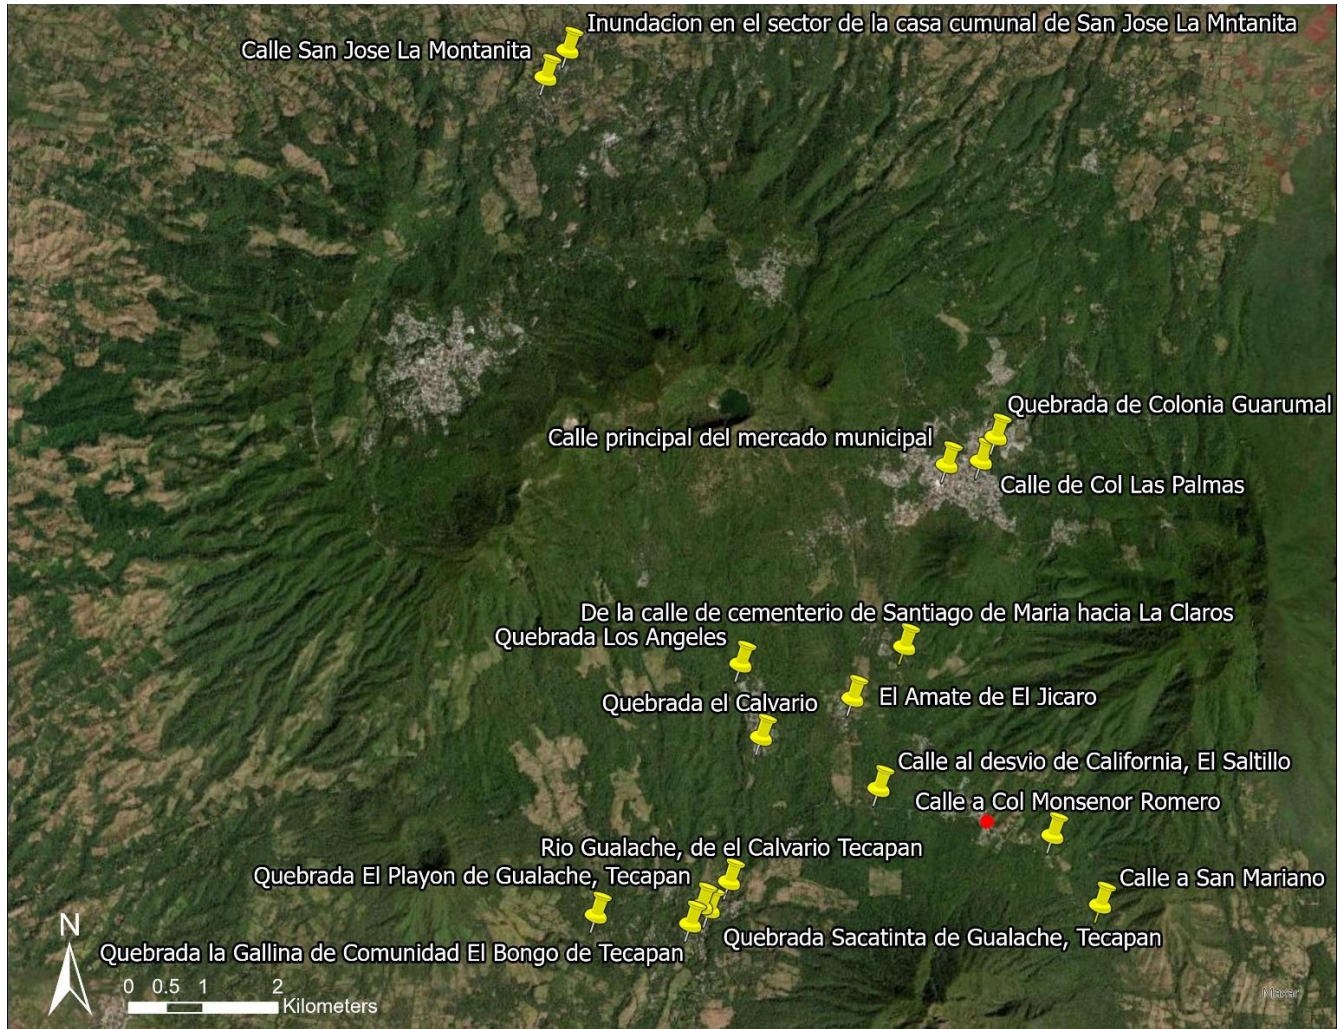 Inundacion en el sector de la casa cumunal de San Jose La Mntanita
Calle San Jose La Montanita
Quebrada de Colonia Guarumal
Calle principal del mercado municipal
Calle de Col Las Palmas
De la calle de cementerio de Santiago de Maria hacia La Claros
Quebrada Los Angeles
El Amate de El Jicaro
Quebrada el Calvario
Calle al desvio de California, El Saltillo
Calle a Col Monsenor Romero
Rio Gualache, de el Calvario Tecapan
Quebrada El Playon de Gualache, Tecapan
Calle a San Mariano
Quebrada Sacatinta de Gualache, Tecapan
Quebrada la Gallina de Comunidad El Bongo de Tecapan
N
0 0.5 1 2
Kilometers
Maxar